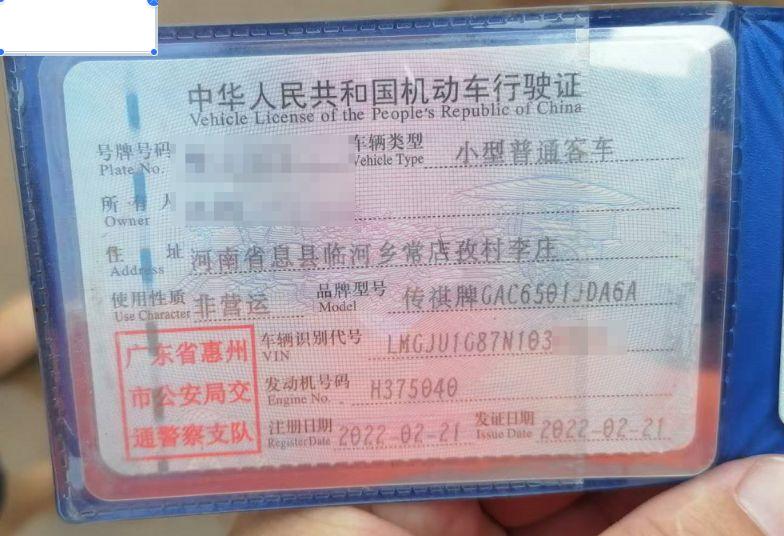 中华人民共和国机动车行驶证
Vehicle License of the People's Republic of China
号牌号码
Plate No.
车辆类型 小型普通客车
Vehicle Type
所有人
Owner
住址 河南省息县临河乡常店孜村李庄
Address
使用性质 非营运 品牌型号 传祺牌GAC6501JDA6A
Use Character Model
广东省惠州市公安局交通警察支队
车辆识别代号 LMGJU1G87N103
VIN
发动机号码 H375040
Engine No.
注册日期 2022-02-21 发证日期 2022-02-21
Register Date Issue Date